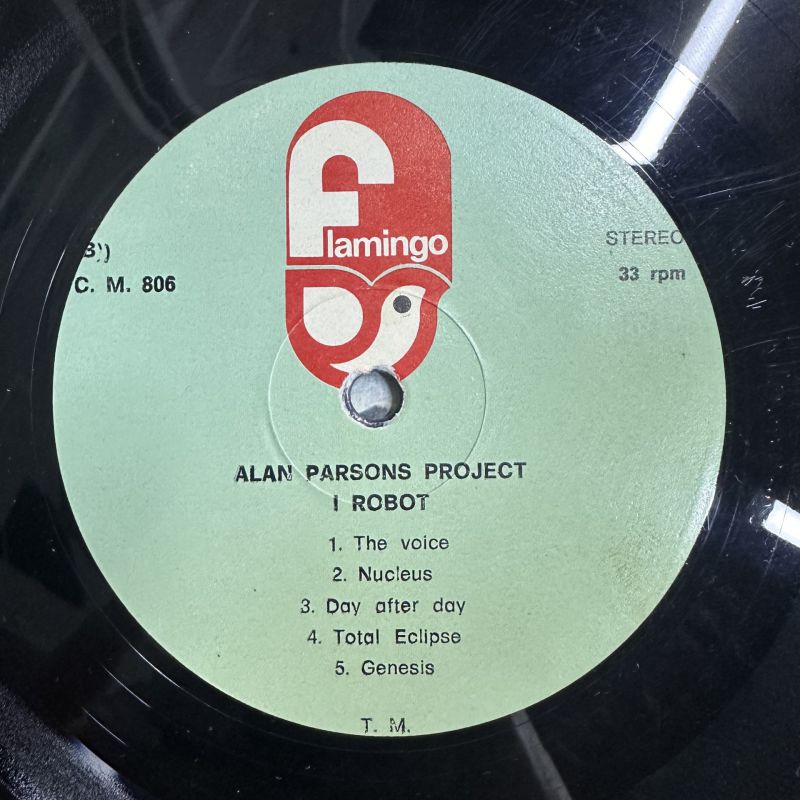 Flamingo
B')
STEREO
C. M. 806
33 rpm
ALAN PARSONS PROJECT
I ROBOT
1. The voice
2. Nucleus
3. Day after day
4. Total Eclipse
5. Genesis
T. M.